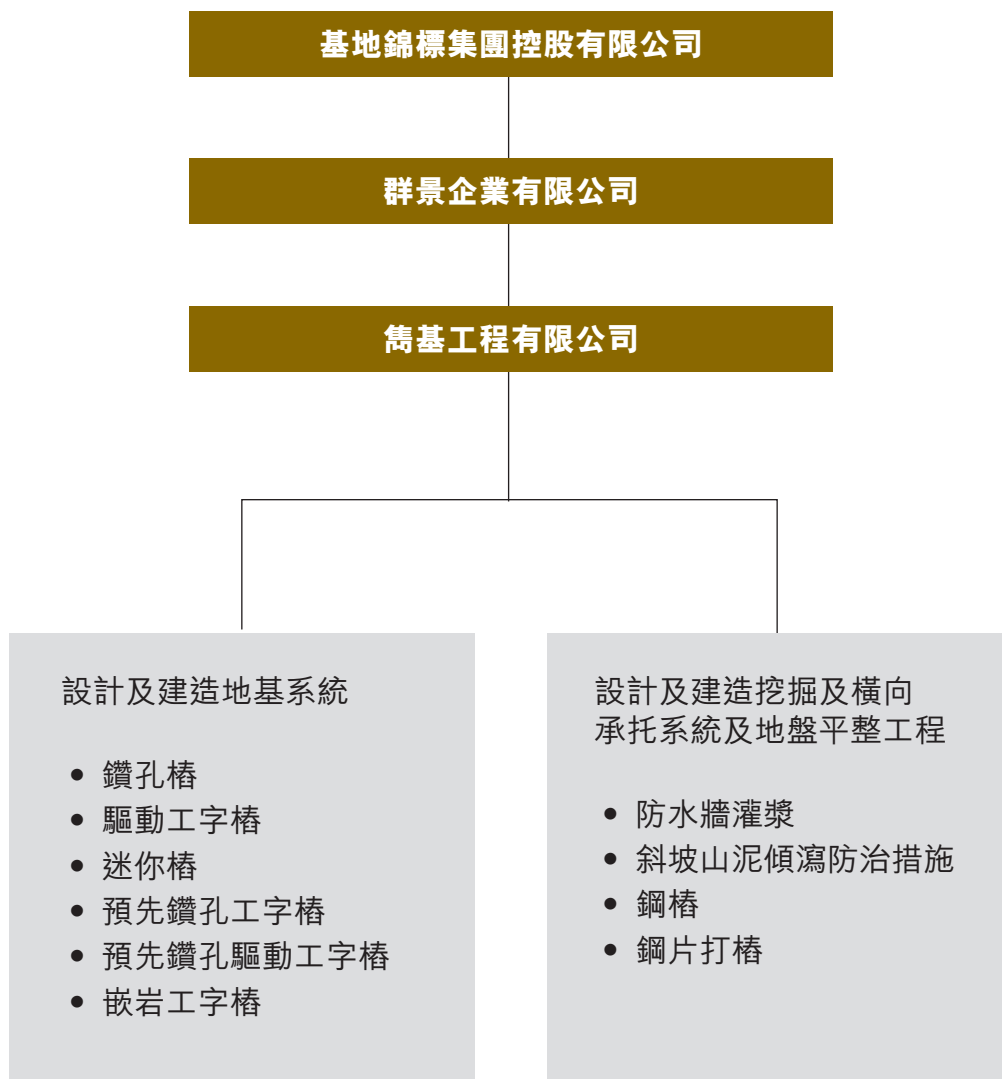 基地錦標集團控股有限公司
群景企業有限公司
雋基工程有限公司
設計及建造地基系統
• 鑽孔樁
• 驅動工字樁
• 迷你樁
• 預先鑽孔工字樁
• 預先鑽孔驅動工字樁
• 嵌岩工字樁
設計及建造挖掘及橫向
承托系統及地盤平整工程
• 防水牆灌漿
• 斜坡山泥傾瀉防治措施
• 鋼樁
• 鋼片打樁